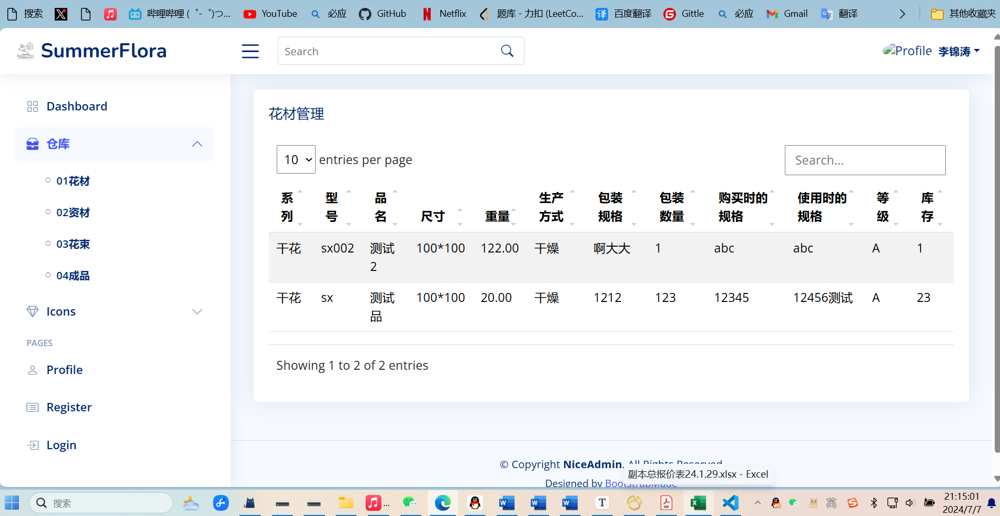 搜索 哔哩哔哩 (゜-゜)つ... YouTube 必应 GitHub Netflix 题库 - 力扣 (LeetCo... 百度翻译 Gittle 必应 Gmail 翻译 其他收藏夹
SummerFlora Search Profile 李锦涛
Dashboard
仓库
01花材
02资材
03花束
04成品
Icons
PAGES
Profile
Register
Login
花材管理
10 entries per page Search...
系列 型号 品名 尺寸 重量 生产方式 包装规格 包装数量 购买时的规格 使用时的规格 等级 库存
干花 sx002 测试2 100*100 122.00 干燥 啊大大 1 abc abc A 1
干花 sx 测试品 100*100 20.00 干燥 1212 123 12345 12456测试 A 23
Showing 1 to 2 of 2 entries
© Copyright NiceAdmin. All Rights Reserved
副本总报价表24.1.29.xlsx - Excel
Designed by BootstrapMade
搜索 ... 英 21:15:01
2024/7/7